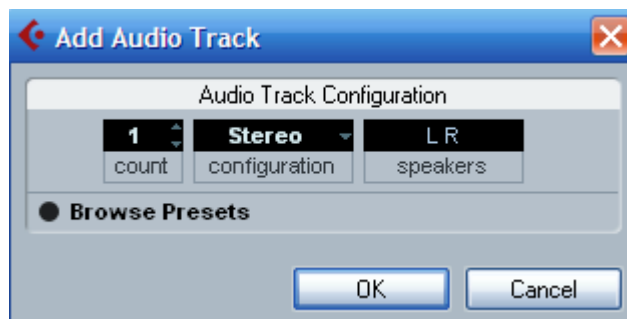 Add Audio Track
Audio Track Configuration
1 Stereo L R
count configuration speakers
Browse Presets
OK Cancel